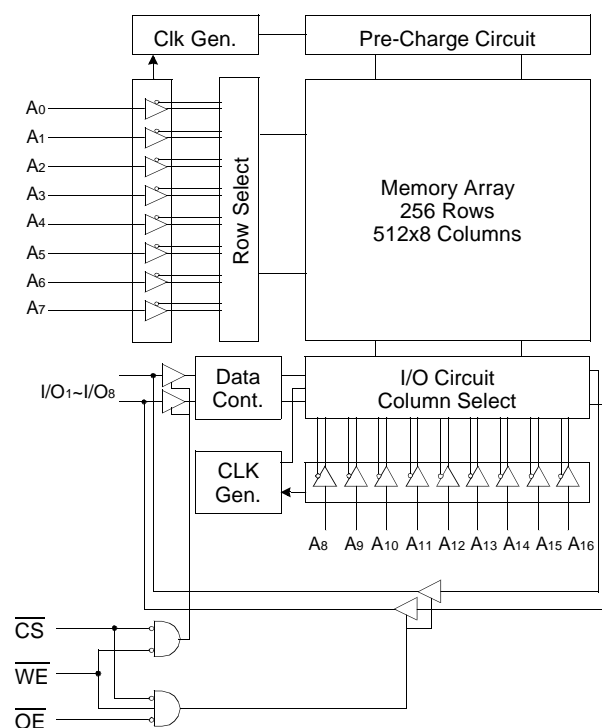 Clk Gen.
Pre-Charge Circuit
A0
A1
A2
A3
A4
A5
A6
A7
Row Select
Memory Array
256 Rows
512x8 Columns
I/O1~I/O8
Data
Cont.
I/O Circuit
Column Select
CLK
Gen.
A8 A9 A10 A11 A12 A13 A14 A15 A16
CS
WE
OE